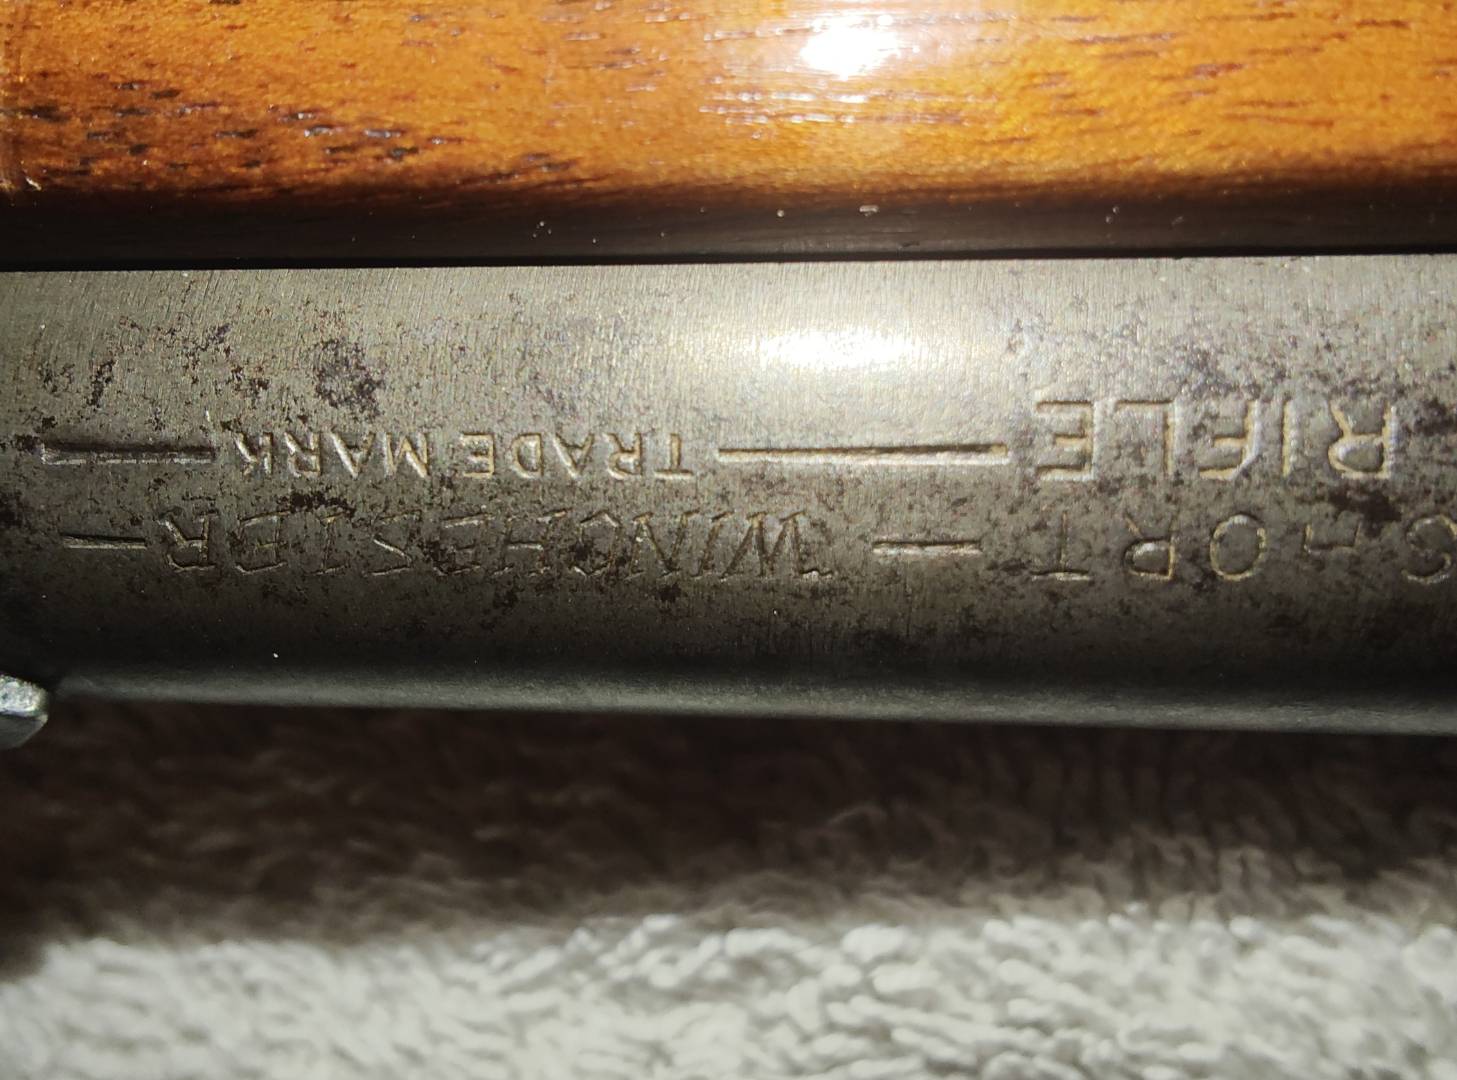 SHORT — WINCHESTER —
RIFLE — TRADE MARK —